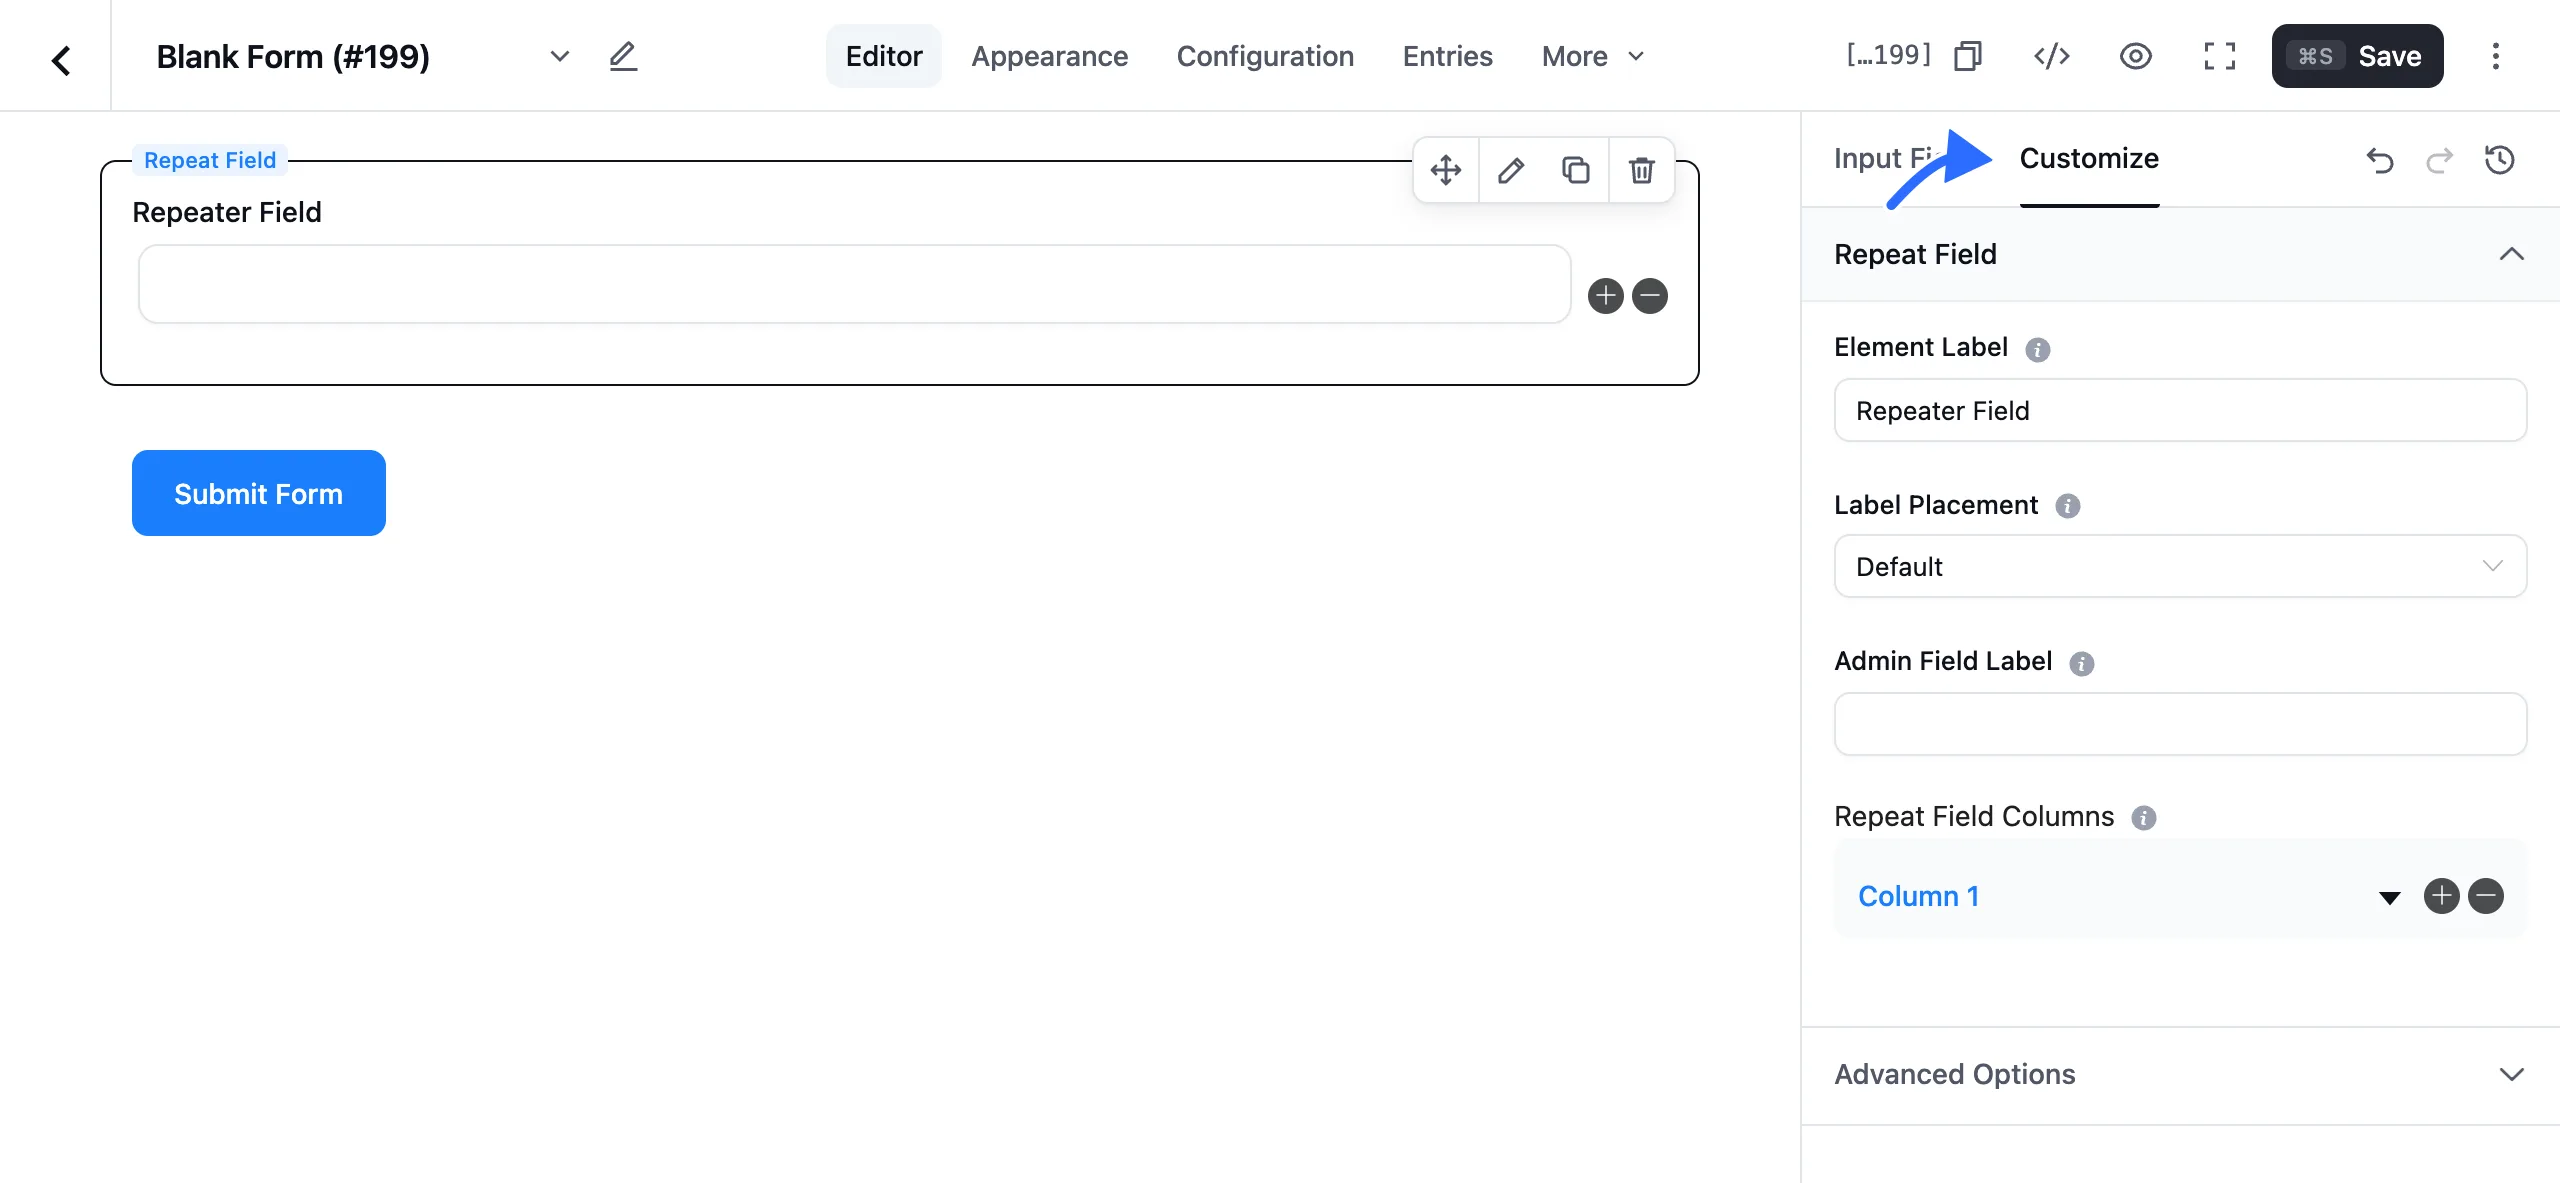 Blank Form (#199)
Editor
Appearance
Configuration
Entries
More
[…199]
⌘S Save
Repeat Field
Repeater Field
Submit Form
Input Fi
Customize
Repeat Field
Element Label
Repeater Field
Label Placement
Default
Admin Field Label
Repeat Field Columns
Column 1
Advanced Options